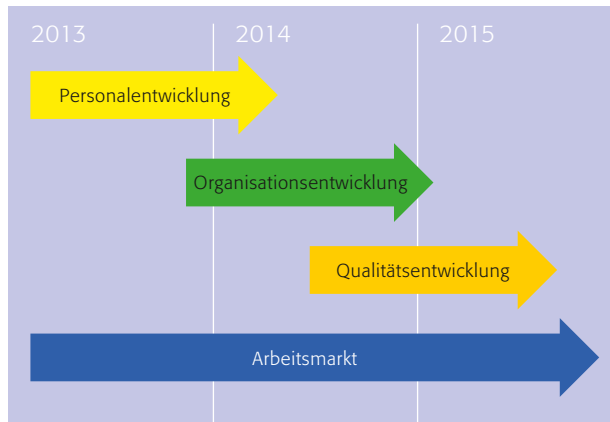 2013 2014 2015
Personalentwicklung
Organisationsentwicklung
Qualitätsentwicklung
Arbeitsmarkt